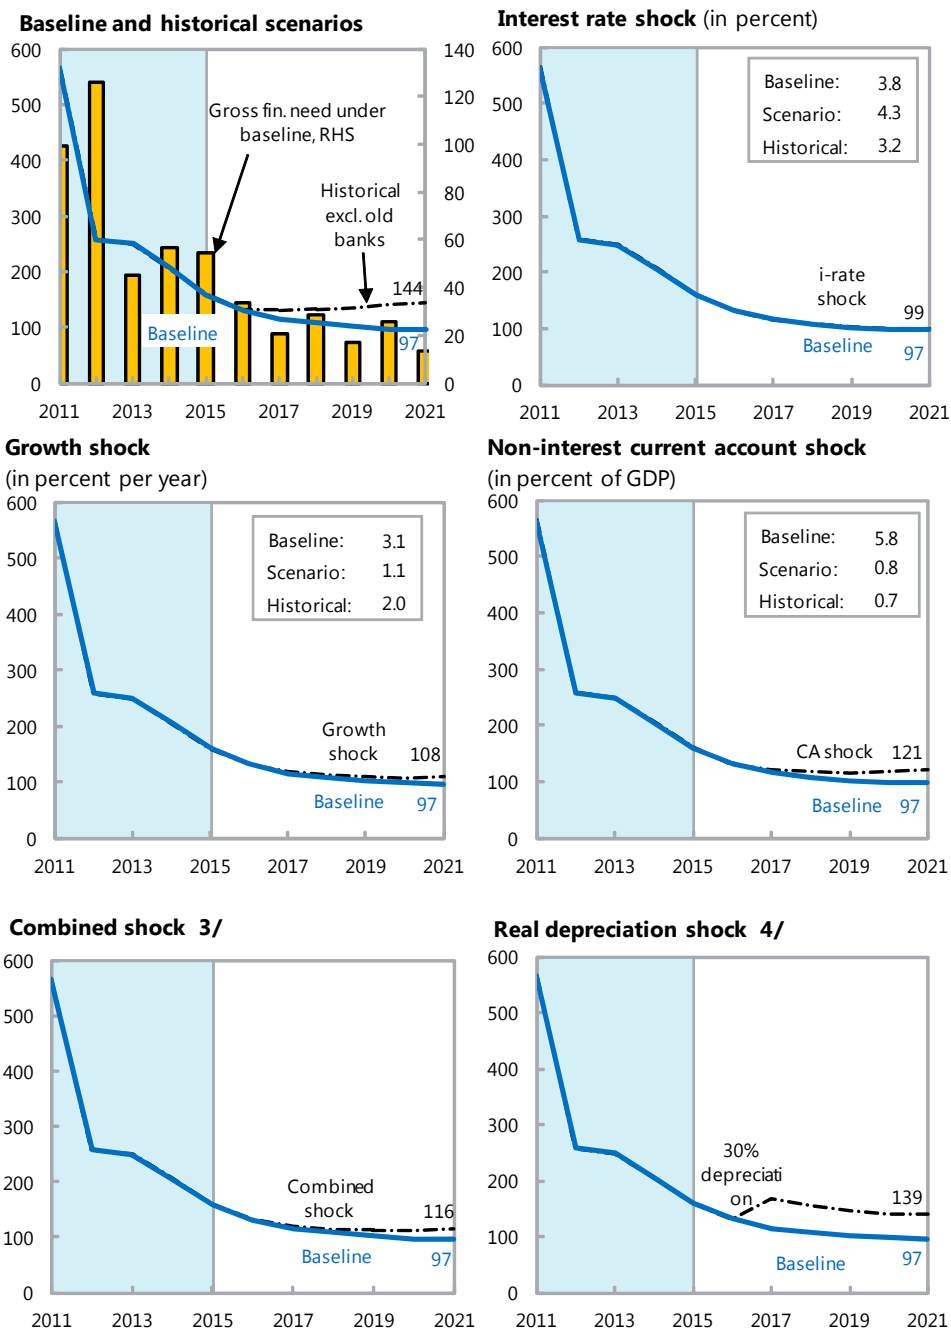 Baseline and historical scenarios
600
500
400
300
200
100
0
140
120
100
80
60
40
20
0
Gross fin. need under
baseline, RHS
Historical
excl. old
banks
144
Baseline
97
2011 2013 2015 2017 2019 2021
Interest rate shock (in percent)
600
500
400
300
200
100
0
Baseline: 3.8
Scenario: 4.3
Historical: 3.2
i-rate
shock
99
Baseline
97
2011 2013 2015 2017 2019 2021
Growth shock
(in percent per year)
600
500
400
300
200
100
0
Baseline: 3.1
Scenario: 1.1
Historical: 2.0
Growth
shock
108
Baseline
97
2011 2013 2015 2017 2019 2021
Non-interest current account shock
(in percent of GDP)
600
500
400
300
200
100
0
Baseline: 5.8
Scenario: 0.8
Historical: 0.7
CA shock
121
Baseline
97
2011 2013 2015 2017 2019 2021
Combined shock 3/
600
500
400
300
200
100
0
Combined
shock
116
Baseline
97
2011 2013 2015 2017 2019 2021
Real depreciation shock 4/
600
500
400
300
200
100
0
30%
depreciati
on
139
Baseline
97
2011 2013 2015 2017 2019 2021